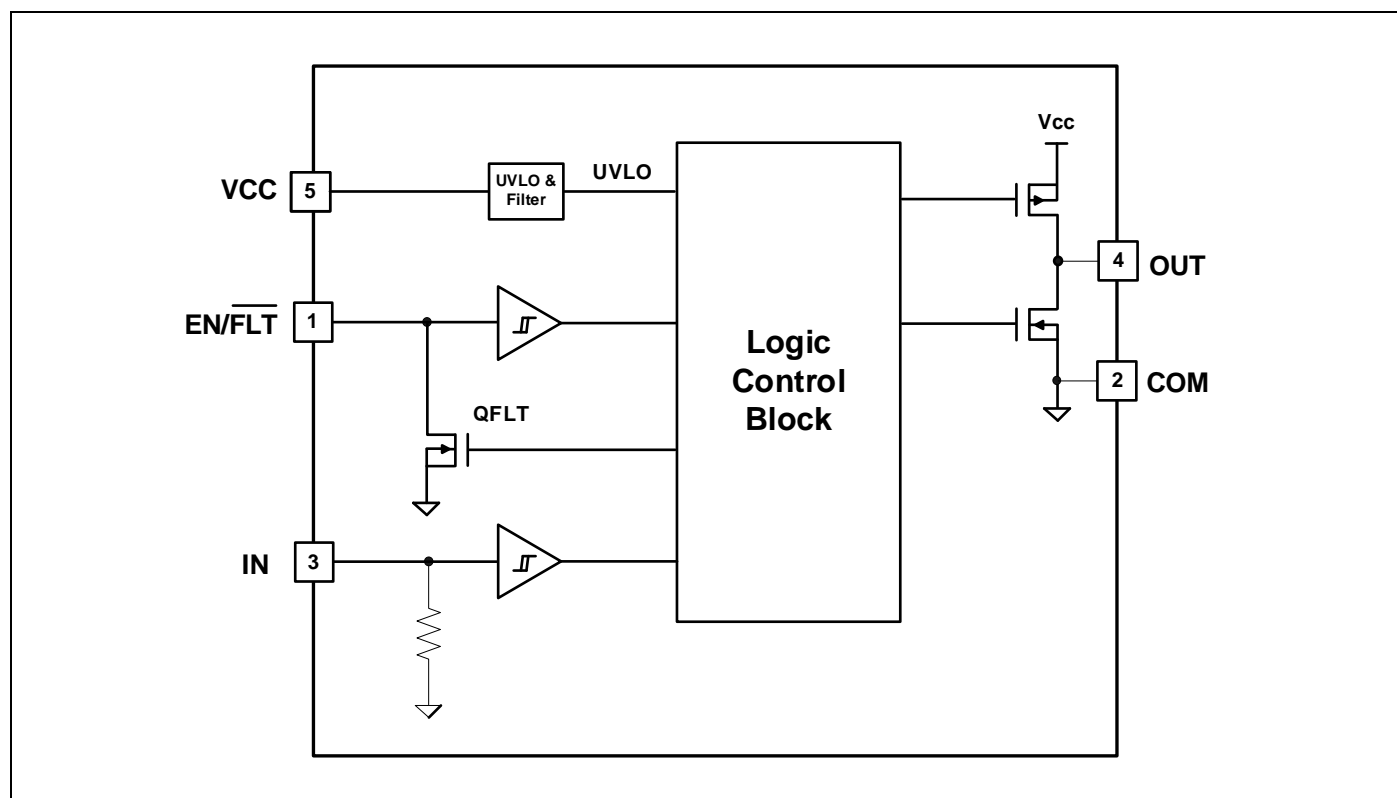 Vcc
VCC
5
UVLO &
Filter
UVLO
4
OUT
EN/FLT
1
Logic
Control
Block
2
COM
QFLT
IN
3